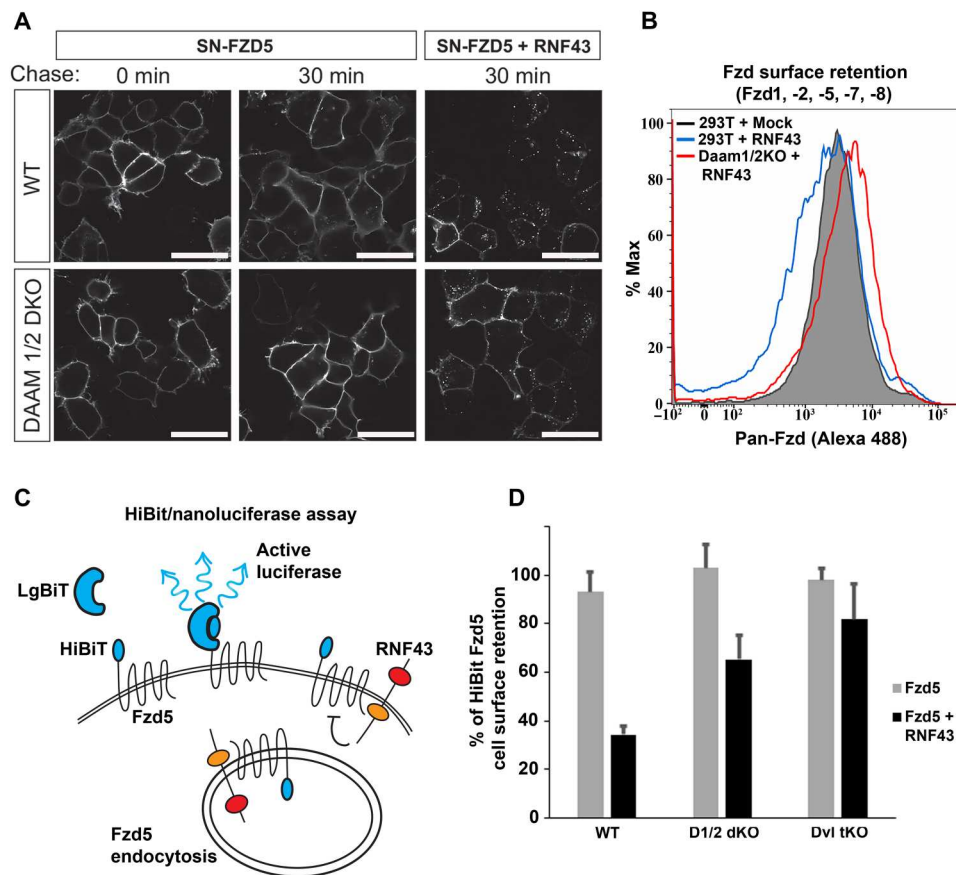 A
SN-FZD5
SN-FZD5 + RNF43
Chase:
0 min
30 min
30 min
WT
DAAM 1/2 DKO
B
Fzd surface retention
(Fzd1, -2, -5, -7, -8)
293T + Mock
293T + RNF43
Daam1/2KO +
RNF43
% Max
100
80
60
40
20
0
-10²
0
10²
10³
10⁴
10⁵
Pan-Fzd (Alexa 488)
C
HiBit/nanoluciferase assay
Active
luciferase
LgBiT
HiBiT
RNF43
Fzd5
Fzd5
endocytosis
D
% of HiBit Fzd5
cell surface retention
100
80
60
40
20
0
WT
D1/2 dKO
Dvl tKO
Fzd5
Fzd5 +
RNF43